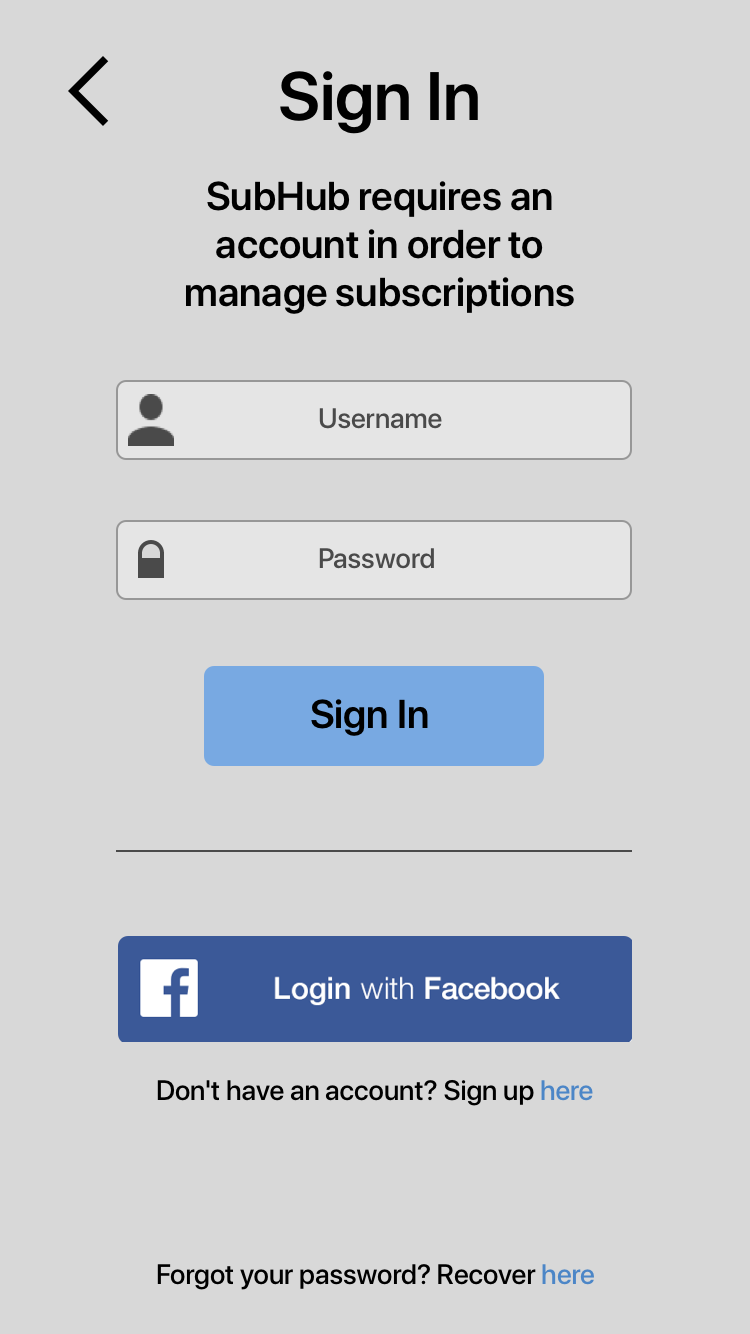 Sign In
SubHub requires an
account in order to
manage subscriptions
Username
Password
Sign In
Login with Facebook
Don't have an account? Sign up here
Forgot your password? Recover here